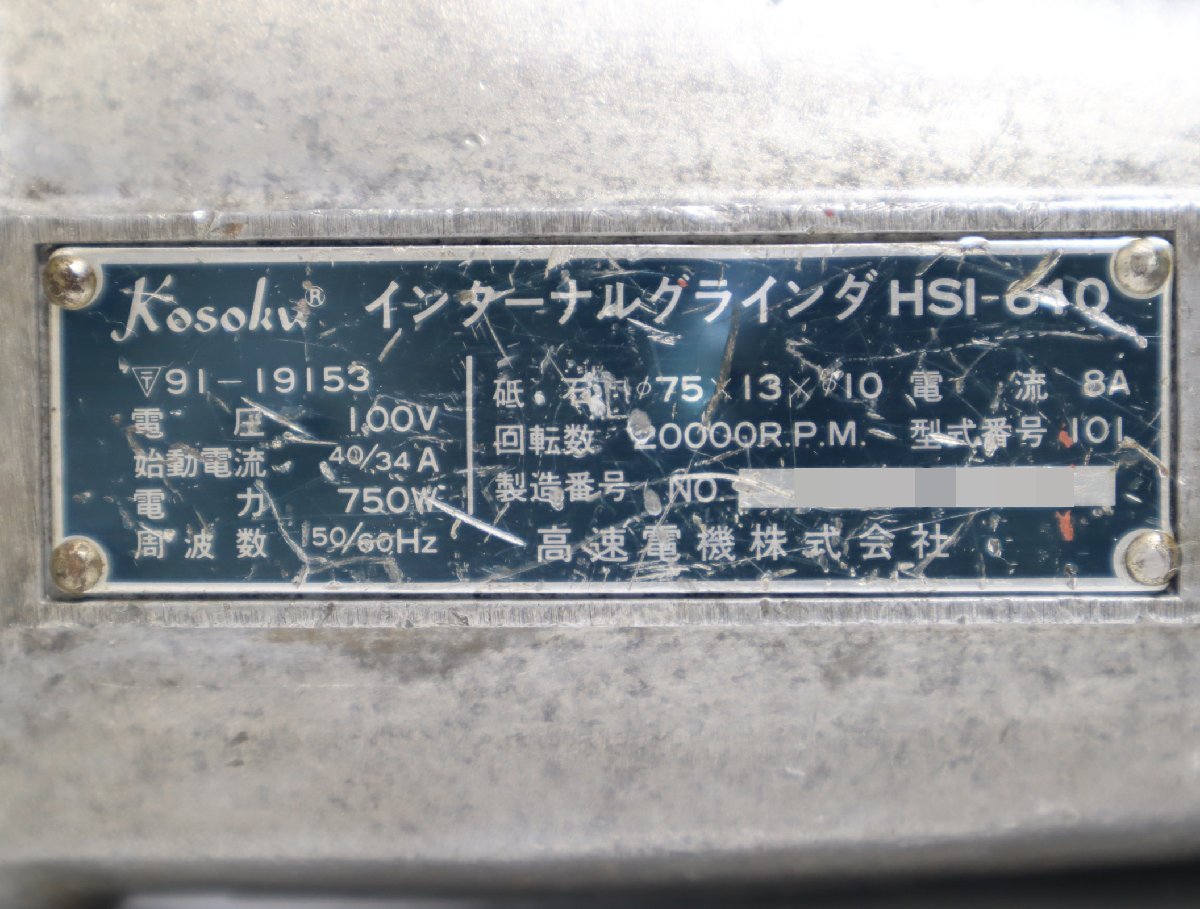 Kosoku® インターナルグラインダ HSI-640
〒91-19153
電圧 100V
始動電流 40/34A
電力 750W
周波数 50/60Hz
砥石 φ75×13×φ10 電流 8A
回転数 20000R.P.M. 型式番号 101
製造番号 NO.
高速電機株式会社